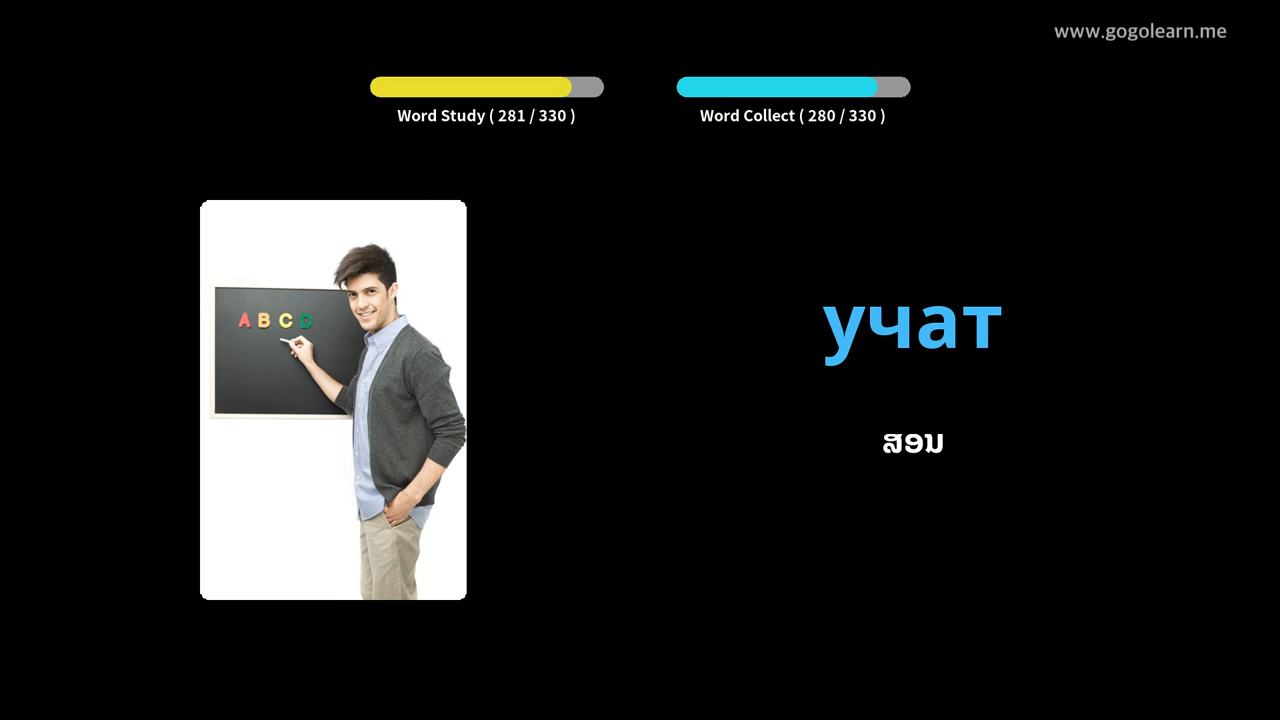 www.gogolearn.me
Word Study ( 281 / 330 )
Word Collect ( 280 / 330 )
A B C D
учат
ສອນ